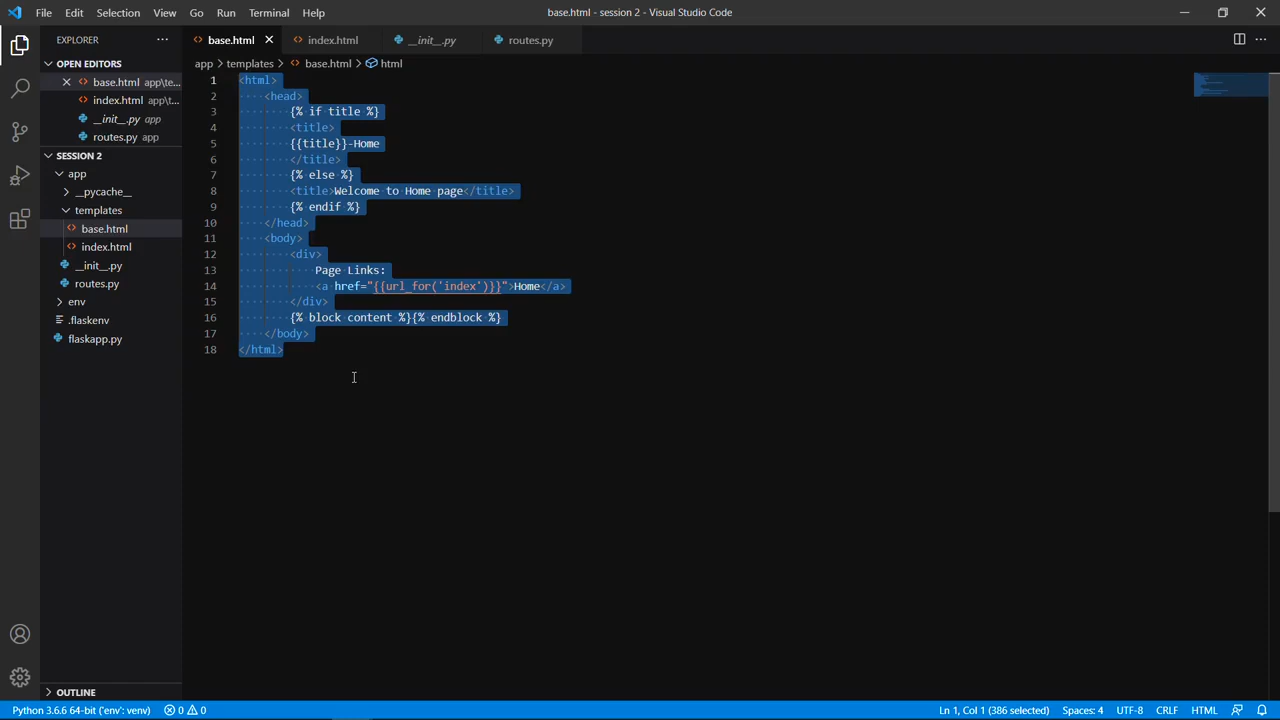 File Edit Selection View Go Run Terminal Help
base.html - session 2 - Visual Studio Code
EXPLORER
OPEN EDITORS
base.html app\te...
index.html app\t...
__init__.py app
routes.py app
SESSION 2
app
__pycache__
templates
base.html
index.html
__init__.py
routes.py
env
.flaskenv
flaskapp.py
OUTLINE
base.html index.html __init__.py routes.py
app > templates > base.html > html
1 <html>
2 <head>
3 {% if title %}
4 <title>
5 {{title}}-Home
6 </title>
7 {% else %}
8 <title>Welcome to Home page</title>
9 {% endif %}
10 </head>
11 <body>
12 <div>
13 Page Links:
14 <a href="{{url_for('index')}}">Home</a>
15 </div>
16 {% block content %}{% endblock %}
17 </body>
18 </html>
Python 3.6.6 64-bit ('env': venv) 0 0 Ln 1, Col 1 (386 selected) Spaces: 4 UTF-8 CRLF HTML